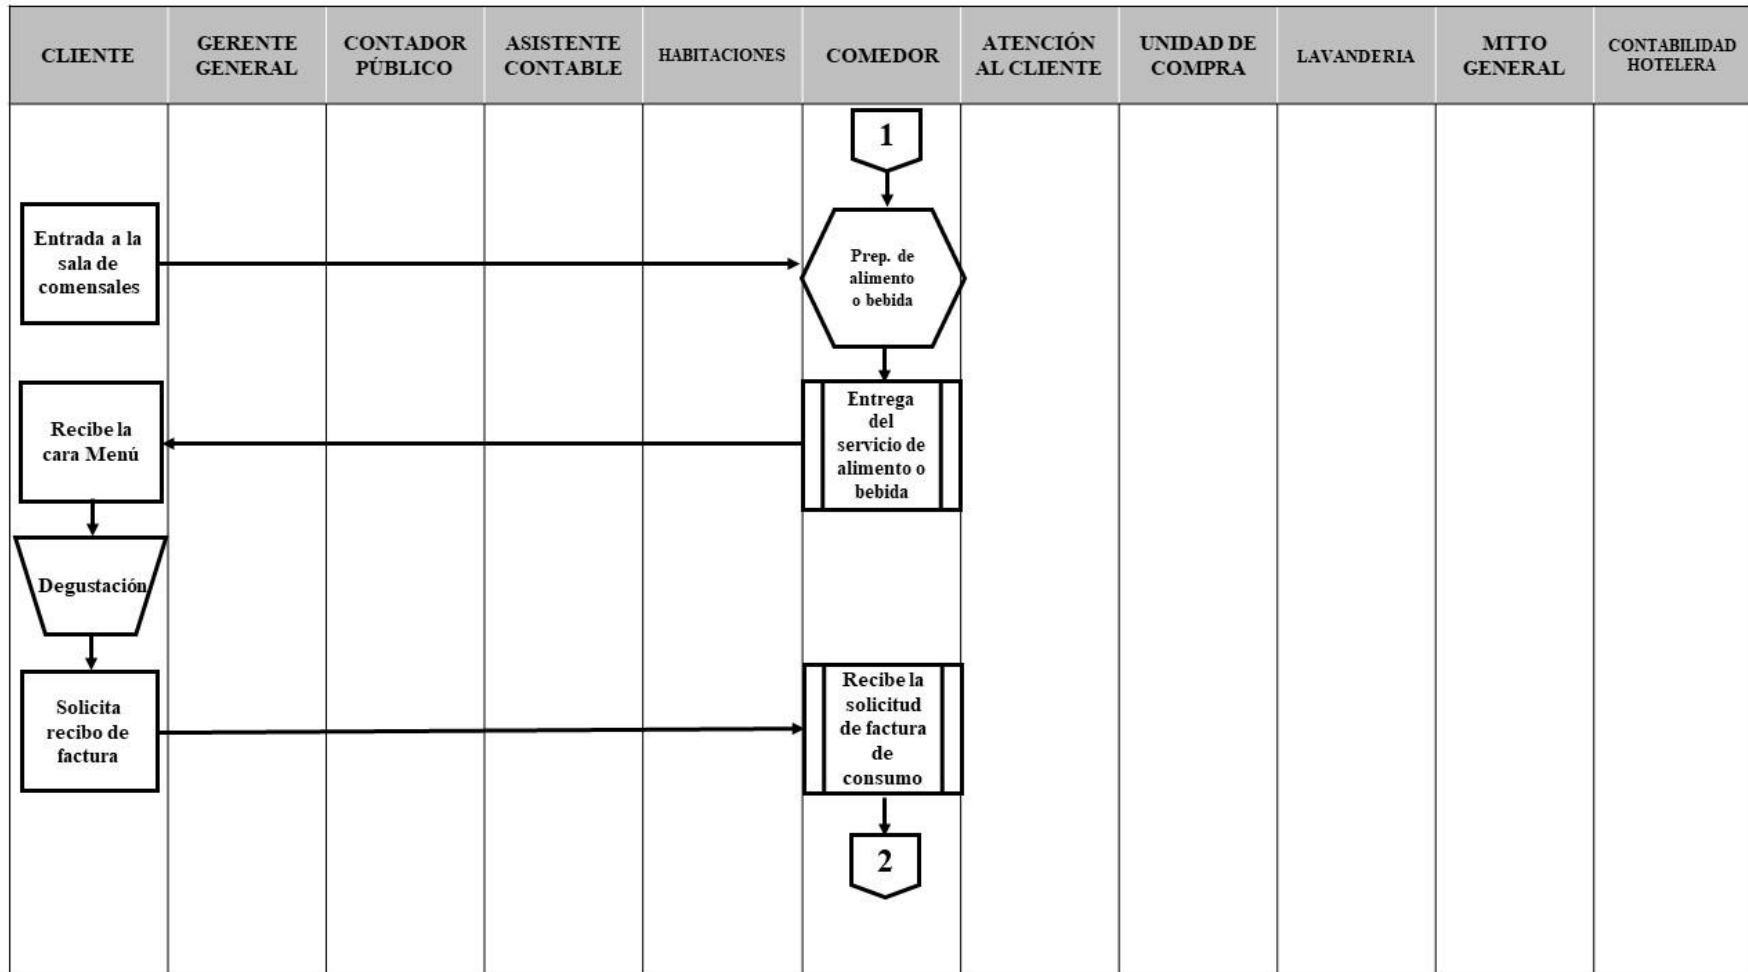 CLIENTE
GERENTE
GENERAL
CONTADOR
PÚBLICO
ASISTENTE
CONTABLE
HABITACIONES
COMEDOR
ATENCIÓN
AL CLIENTE
UNIDAD DE
COMPRA
LAVANDERIA
MTTO
GENERAL
CONTABILIDAD
HOTELERA
1
Entrada a la
sala de
comensales
Prep. de
alimento
o bebida
Recibe la
cara Menú
Entrega
del
servicio de
alimento o
bebida
Degustación
Solicita
recibo de
factura
Recibe la
solicitud
de factura
de
consumo
2